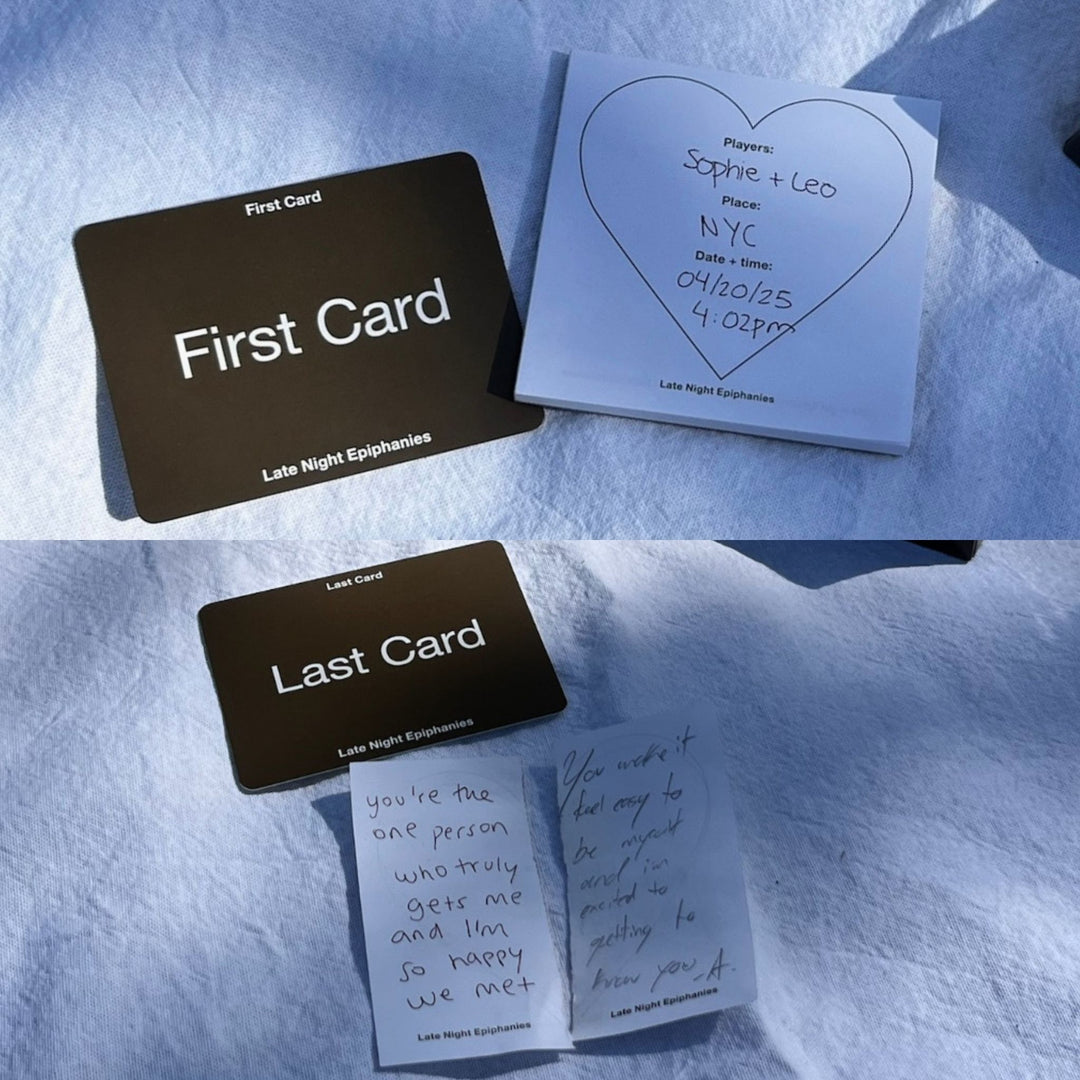 First Card
First Card
Late Night Epiphanies
Players:
Sophie + Leo
Place:
NYC
Date + time:
04/20/25
4:02pm
Late Night Epiphanies
Last Card
Last Card
Late Night Epiphanies
you're the
one person
who truly
gets me
and I'm
so happy
we met
Late Night Epiphanies
You make it
feel easy to
be myself
and i'm
excited to
getting to
know you _A.
Late Night Epiphanies